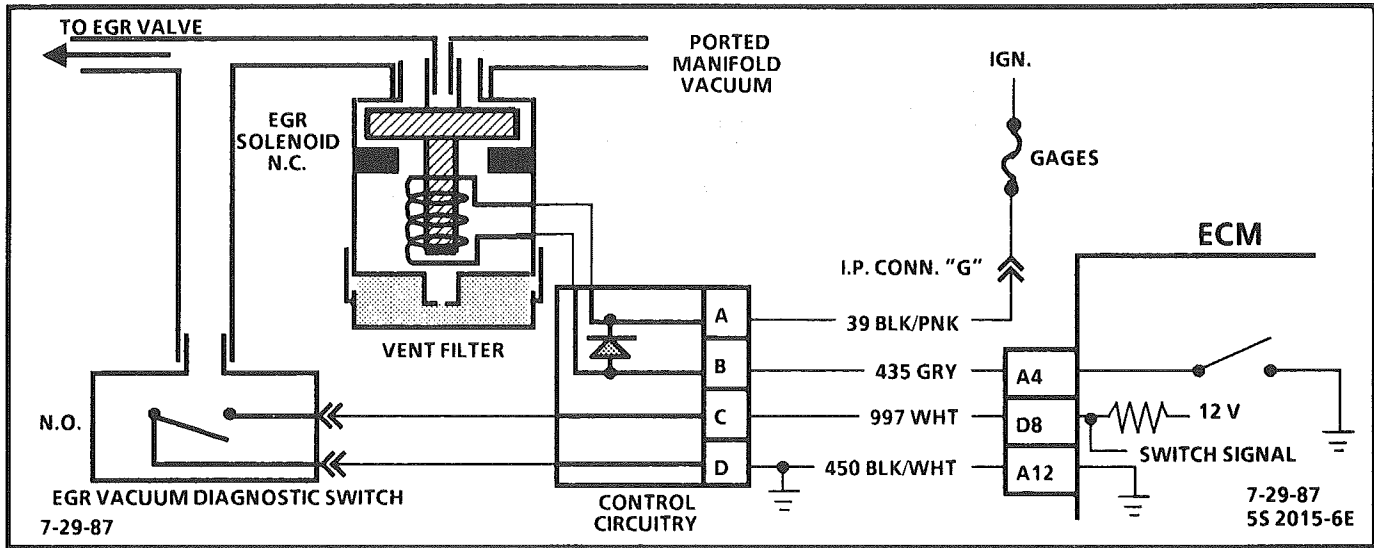 TO EGR VALVE
PORTED
MANIFOLD
VACUUM
IGN.
EGR
SOLENOID
N.C.
GAGES
ECM
I.P. CONN. "G"
VENT FILTER
A
39 BLK/PNK
B
435 GRY
A4
N.O.
C
997 WHT
D8
12 V
SWITCH SIGNAL
D
450 BLK/WHT
A12
EGR VACUUM DIAGNOSTIC SWITCH
CONTROL
CIRCUITRY
7-29-87
7-29-87
5S 2015-6E